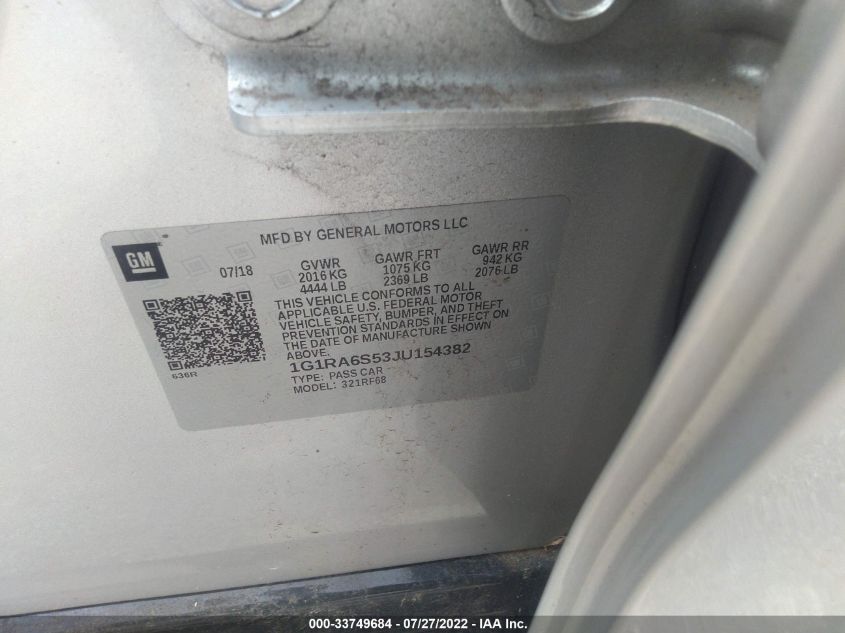 MFD BY GENERAL MOTORS LLC
GM
07/18
GVWR
2016 KG
4444 LB
GAWR FRT
1075 KG
2369 LB
GAWR RR
942 KG
2076 LB
THIS VEHICLE CONFORMS TO ALL
APPLICABLE U.S. FEDERAL MOTOR
VEHICLE SAFETY, BUMPER, AND THEFT
PREVENTION STANDARDS IN EFFECT ON
THE DATE OF MANUFACTURE SHOWN
ABOVE.
636R
1G1RA6S53JU154382
TYPE: PASS CAR
MODEL: 321RF68
000-33749684 - 07/27/2022 - IAA Inc.